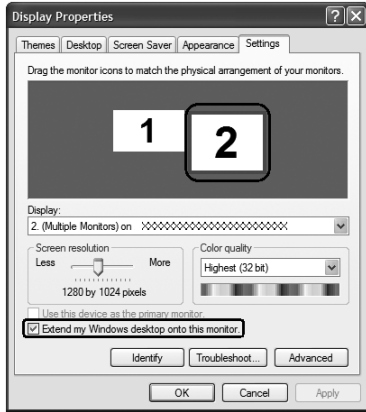 Display Properties
Themes Desktop Screen Saver Appearance Settings
Drag the monitor icons to match the physical arrangement of your monitors.
1 2
Display:
2. (Multiple Monitors) on XXXXXXXXXXXXXXXXXXXXXXXX
Screen resolution Color quality
Less More Highest (32 bit)
1280 by 1024 pixels
Use this device as the primary monitor.
Extend my Windows desktop onto this monitor.
Identify Troubleshoot... Advanced
OK Cancel Apply